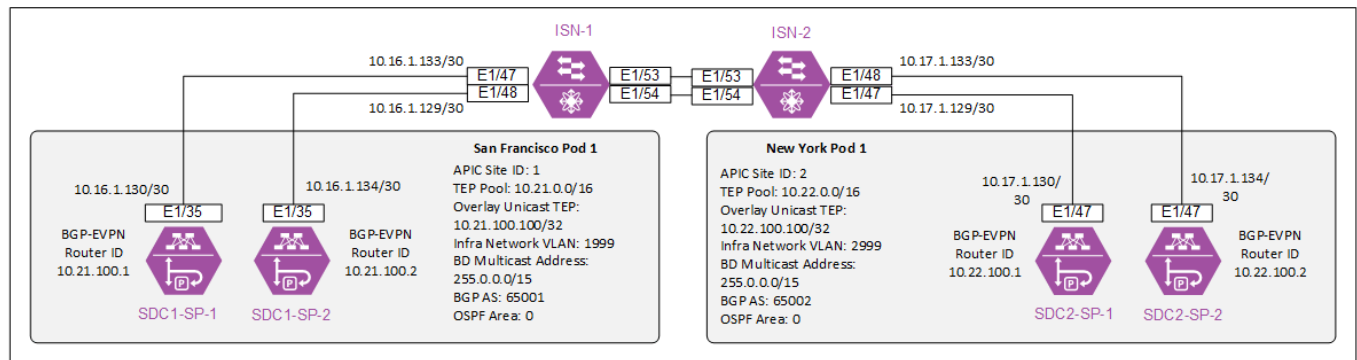 ISN-1
ISN-2
10.16.1.133/30
E1/47
E1/48
10.16.1.129/30
E1/53
E1/54
E1/53
E1/54
E1/48
E1/47
10.17.1.133/30
10.17.1.129/30
San Francisco Pod 1
APIC Site ID: 1
TEP Pool: 10.21.0.0/16
Overlay Unicast TEP:
10.21.100.100/32
Infra Network VLAN: 1999
BD Multicast Address:
255.0.0.0/15
BGP AS: 65001
OSPF Area: 0
10.16.1.130/30
E1/35
BGP-EVPN
Router ID
10.21.100.1
P
SDC1-SP-1
10.16.1.134/30
E1/35
BGP-EVPN
Router ID
10.21.100.2
P
SDC1-SP-2
New York Pod 1
APIC Site ID: 2
TEP Pool: 10.22.0.0/16
Overlay Unicast TEP:
10.22.100.100/32
Infra Network VLAN: 2999
BD Multicast Address:
255.0.0.0/15
BGP AS: 65002
OSPF Area: 0
10.17.1.130/
30
E1/47
BGP-EVPN
Router ID
10.22.100.1
P
SDC2-SP-1
10.17.1.134/
30
E1/47
BGP-EVPN
Router ID
10.22.100.2
P
SDC2-SP-2